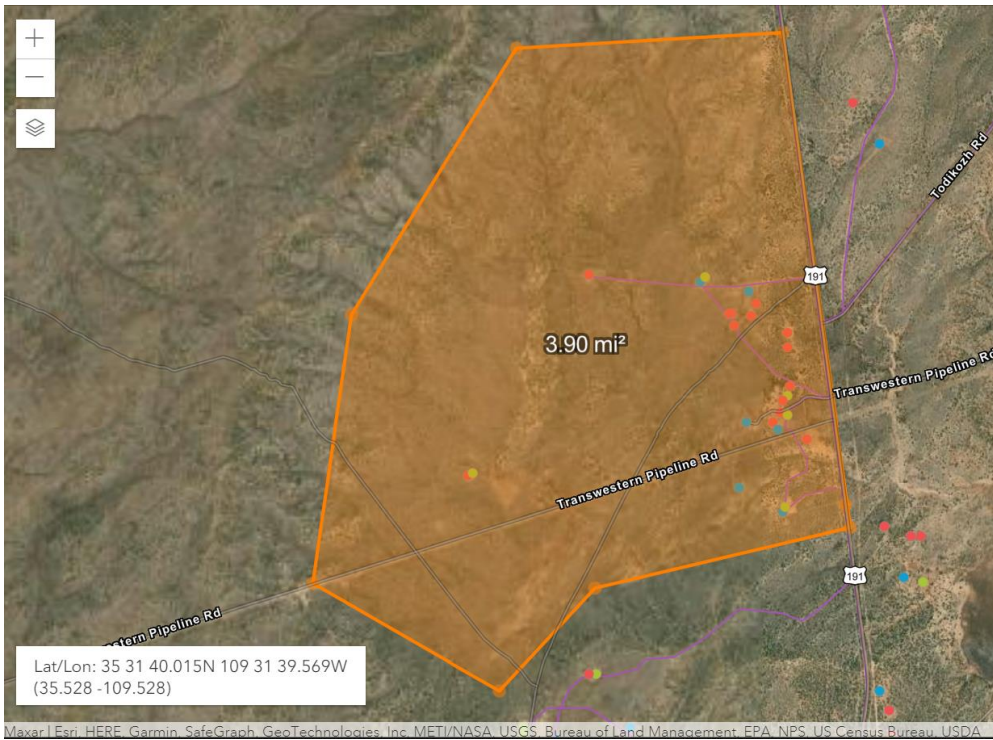 +
−
191
Todikozh Rd
3.90 mi²
Transwestern Pipeline Rd
Transwestern Pipeline Rd
191
stern Pipeline Rd
Lat/Lon: 35 31 40.015N 109 31 39.569W
(35.528 -109.528)
Maxar | Esri, HERE, Garmin, SafeGraph, GeoTechnologies, Inc, METI/NASA, USGS, Bureau of Land Management, EPA, NPS, US Census Bureau, USDA